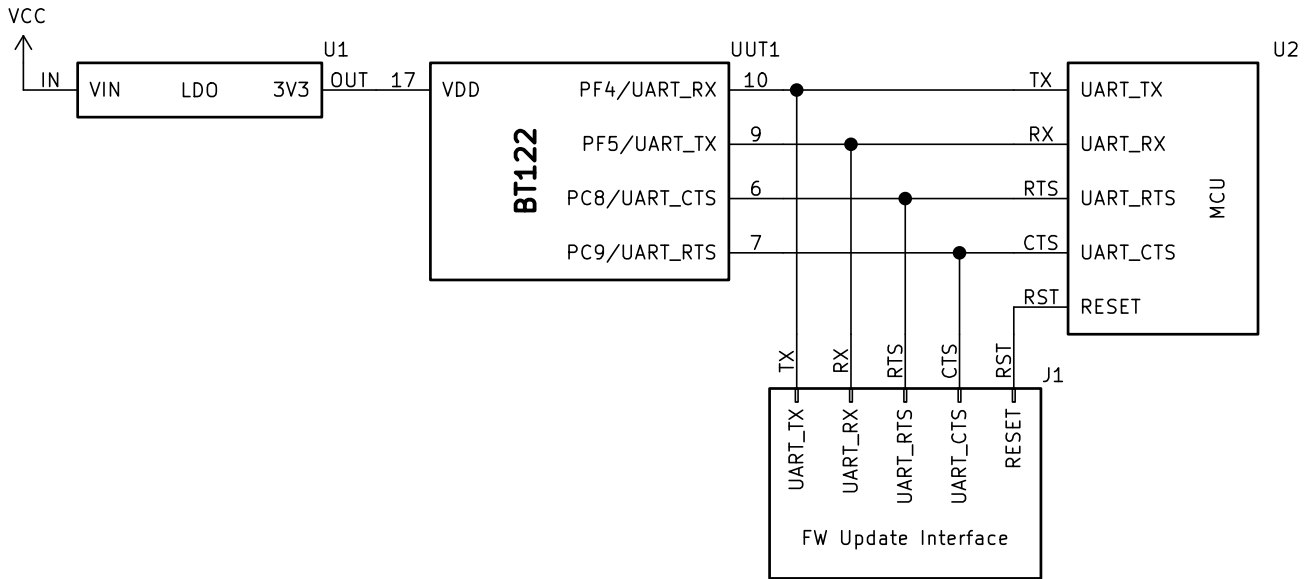 VCC
U1
UUT1
U2
IN
VIN
LDO
3V3
OUT
17
VDD
PF4/UART_RX
10
TX
UART_TX
BT122
PF5/UART_TX
9
RX
UART_RX
PC8/UART_CTS
6
RTS
UART_RTS
MCU
PC9/UART_RTS
7
CTS
UART_CTS
RST
RESET
TX
RX
RTS
CTS
RST
J1
UART_TX
UART_RX
UART_RTS
UART_CTS
RESET
FW Update Interface